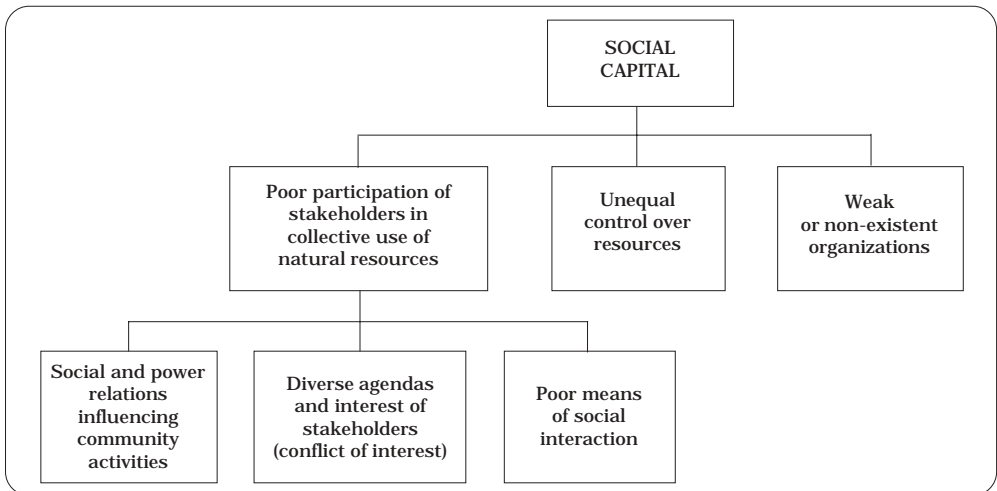 SOCIAL
CAPITAL
Poor participation of
stakeholders in
collective use of
natural resources
Unequal
control over
resources
Weak
or non-existent
organizations
Social and power
relations
influencing
community
activities
Diverse agendas
and interest of
stakeholders
(conflict of interest)
Poor means
of social
interaction